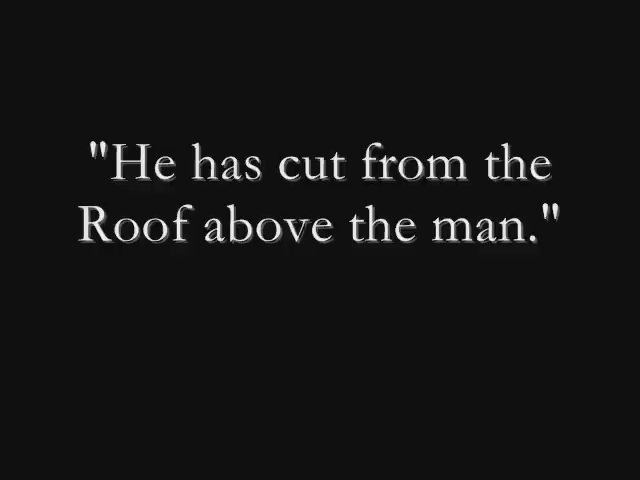 "He has cut from the
Roof above the man."